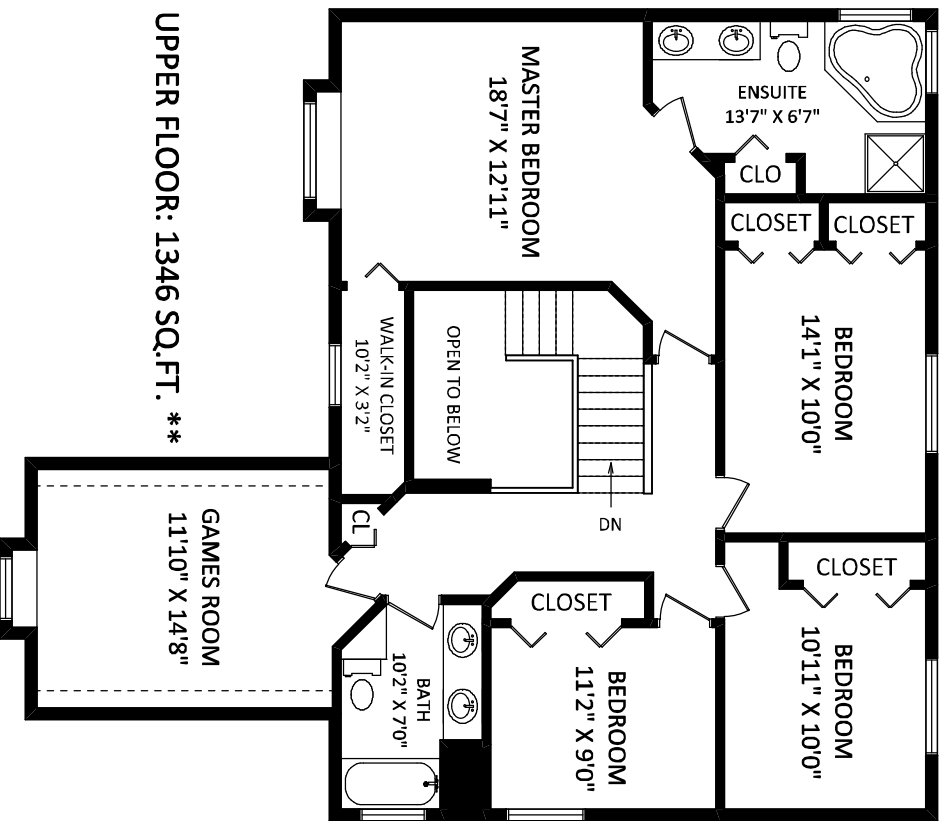 UPPER FLOOR: 1346 SQ.FT. **
MASTER BEDROOM
18'7" X 12'11"
ENSUITE
13'7" X 6'7"
CLO
CLOSET
CLOSET
BEDROOM
14'1" X 10'0"
WALK-IN CLOSET
10'2" X 3'2"
OPEN TO BELOW
DN
CL
GAMES ROOM
11'10" X 14'8"
CLOSET
BEDROOM
11'2" X 9'0"
CLOSET
BEDROOM
10'11" X 10'0"
BATH
10'2" X 7'0"